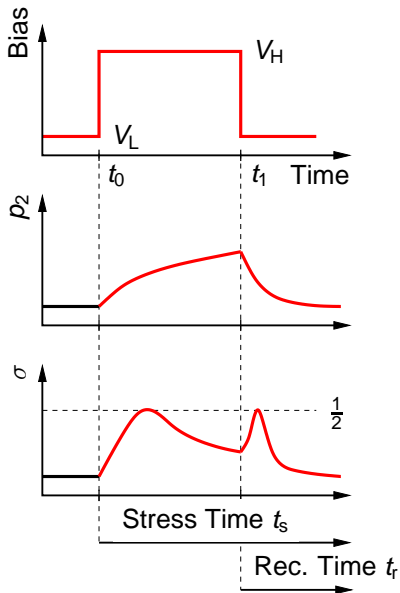 Bias
V_H
V_L
t_0
t_1
Time
p_2
σ
1/2
Stress Time t_s
Rec. Time t_r